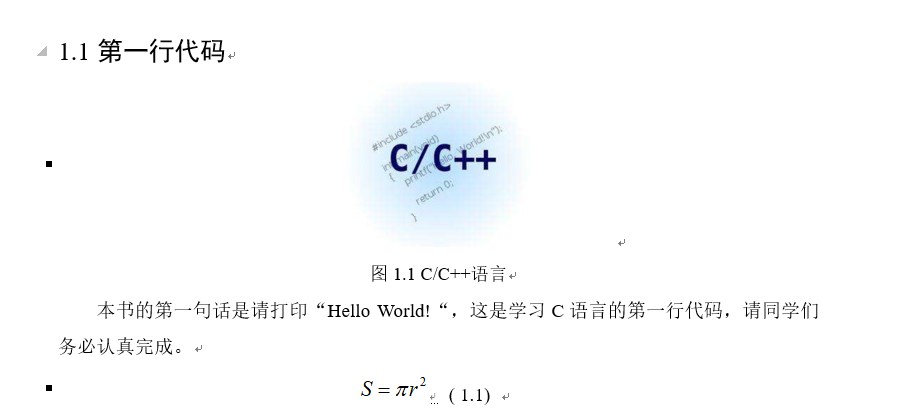 1.1 第一行代码
#include <stdio.h>
int main(void)
{ printf("Hello, World!\n");
C/C++
return 0;
}
图 1.1 C/C++语言
本书的第一句话是请打印“Hello World! “，这是学习 C 语言的第一行代码，请同学们
务必认真完成。
S = πr² ( 1.1)